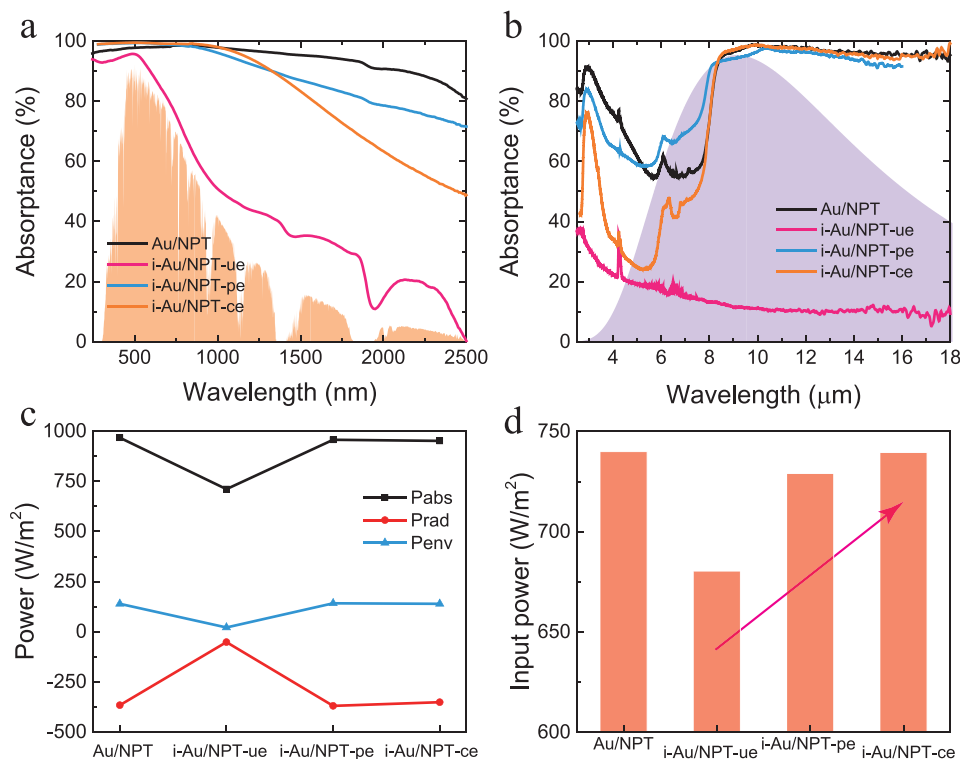 a
100
80
60
40
20
0
Absorptance (%)
Au/NPT
i-Au/NPT-ue
i-Au/NPT-pe
i-Au/NPT-ce
500 1000 1500 2000 2500
Wavelength (nm)
b
100
80
60
40
20
0
Absorptance (%)
Au/NPT
i-Au/NPT-ue
i-Au/NPT-pe
i-Au/NPT-ce
4 6 8 10 12 14 16 18
Wavelength (μm)
c
1000
750
500
250
0
-250
-500
Power (W/m²)
Pabs
Prad
Penv
Au/NPT i-Au/NPT-ue i-Au/NPT-pe i-Au/NPT-ce
d
750
700
650
600
Input power (W/m²)
Au/NPT i-Au/NPT-ue i-Au/NPT-pe i-Au/NPT-ce